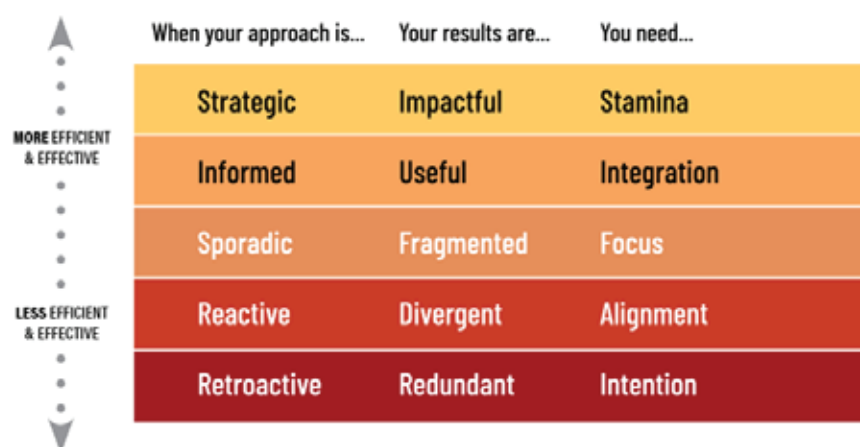 When your approach is... Your results are... You need...
Strategic Impactful Stamina
MORE EFFICIENT
& EFFECTIVE
Informed Useful Integration
Sporadic Fragmented Focus
LESS EFFICIENT
& EFFECTIVE
Reactive Divergent Alignment
Retroactive Redundant Intention